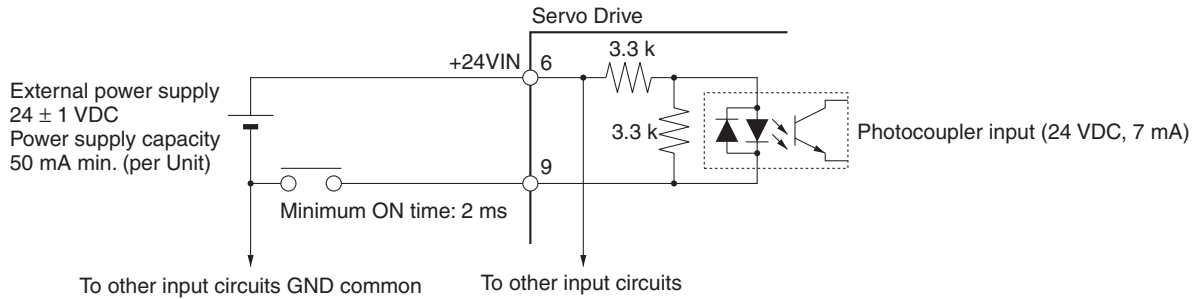 Servo Drive
+24VIN
6
3.3 k
External power supply
24 ± 1 VDC
Power supply capacity
50 mA min. (per Unit)
3.3 k
Photocoupler input (24 VDC, 7 mA)
9
Minimum ON time: 2 ms
To other input circuits GND common
To other input circuits